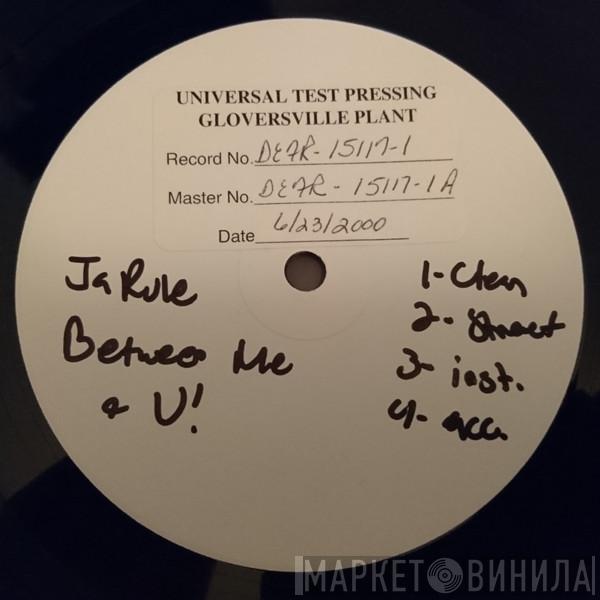 UNIVERSAL TEST PRESSING
GLOVERSVILLE PLANT
Record No. DEFR-15117-1
Master No. DEFR-15117-1A
Date 6/23/2000
Ja Rule
Between Me
& U!
1- Clean
2- Street
3- inst.
4- acca
МАРКЕТ ВИНИЛА